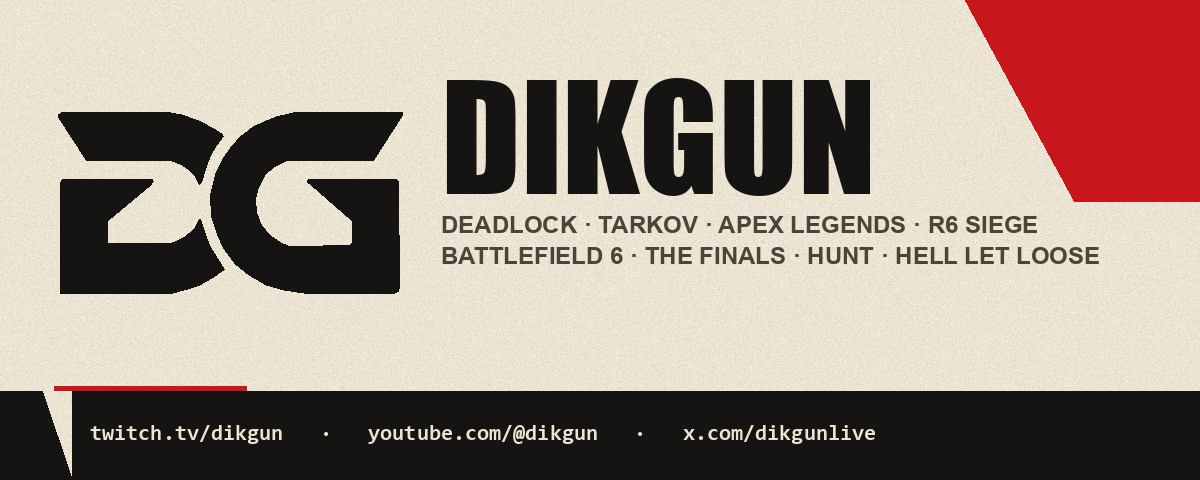 DG
DIKGUN
DEADLOCK · TARKOV · APEX LEGENDS · R6 SIEGE
BATTLEFIELD 6 · THE FINALS · HUNT · HELL LET LOOSE
twitch.tv/dikgun · youtube.com/@dikgun · x.com/dikgunlive